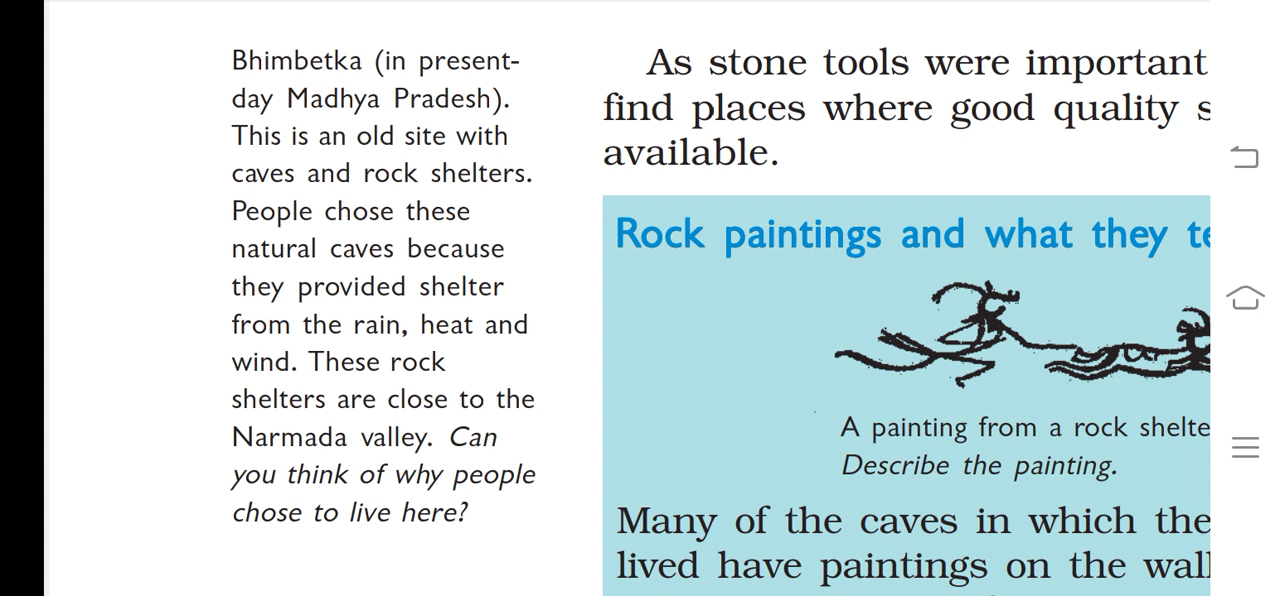 Bhimbetka (in present-
day Madhya Pradesh).
This is an old site with
caves and rock shelters.
People chose these
natural caves because
they provided shelter
from the rain, heat and
wind. These rock
shelters are close to the
Narmada valley. Can
you think of why people
chose to live here?
As stone tools were important
find places where good quality
available.
Rock paintings and what they
A painting from a rock
Describe the painting.
Many of the caves in which
lived have paintings on the